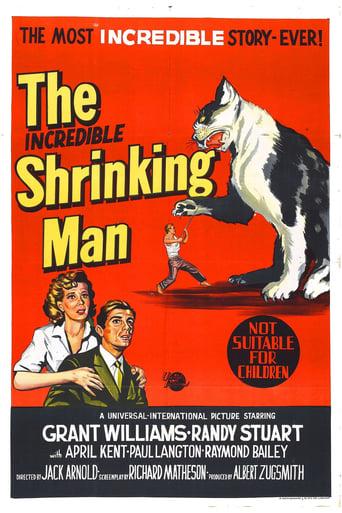 THE MOST INCREDIBLE STORY-EVER!
The
INCREDIBLE
Shrinking
Man
NOT
SUITABLE
FOR
CHILDREN
A UNIVERSAL-INTERNATIONAL PICTURE STARRING
GRANT WILLIAMS·RANDY STUART
with APRIL KENT·PAUL LANGTON·RAYMOND BAILEY
DIRECTED BY JACK ARNOLD·SCREENPLAY BY RICHARD MATHESON·PRODUCED BY ALBERT ZUGSMITH